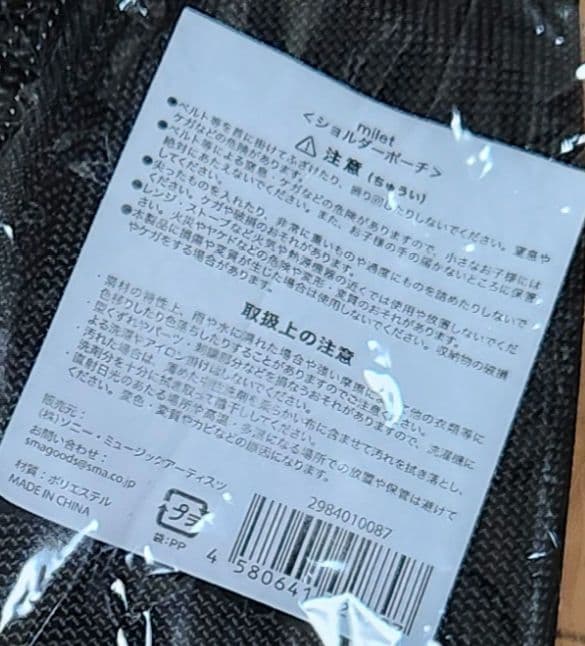 milet
<ショルダーポーチ>
⚠ 注意 (ちゅうい)
●ベルト等を首に掛けてふざけたり、振り回したりしないでください。窒息や
ケガなどの危険があります。
●ベルト等による窒息、ケガなどの危険がありますので、小さなお子様には
絶対にあたえないでください。また、お子様の手の届かないところに保管
してください。
●尖ったものを入れたり、非常に重いものや過度にものを詰めたりしないで
ください。ケガや破損のおそれがあります。
●レンジ・ストーブなど火気や熱源機器の近くでは使用や放置しないでくだ
さい。火災やヤケドなどの危険や変形・変質のおそれがあります。
●本製品に損傷や変質が生じた場合は使用しないでください。収納物の破損
やケガをする場合があります。
取扱上の注意
・素材の特性上、雨や水に濡れた場合や強い摩擦に 他の衣類等に
色移りしたり色落ちしたりすることがありますのでご注意ください。
・型くずれやパーツ、刺繍部分などを損なうおそれがありますので、洗濯機に
よる洗濯やアイロン掛けはしないでください。
・汚れた場合は、薄めた中性洗剤を柔らかい布に含ませて汚れを拭き落とし、
洗剤分を十分に拭き取って陰干ししてください。
・直射日光のあたる場所や高温・多湿になる場所での放置や保管は避けて
ください。変色、変質やカビなどの原因になります。
販売元:
(株)ソニー・ミュージックアーティスツ
お問い合わせ:
smagoods@sma.co.jp
材質:ポリエステル
MADE IN CHINA
プラ
袋:PP
2984010087
4 580641